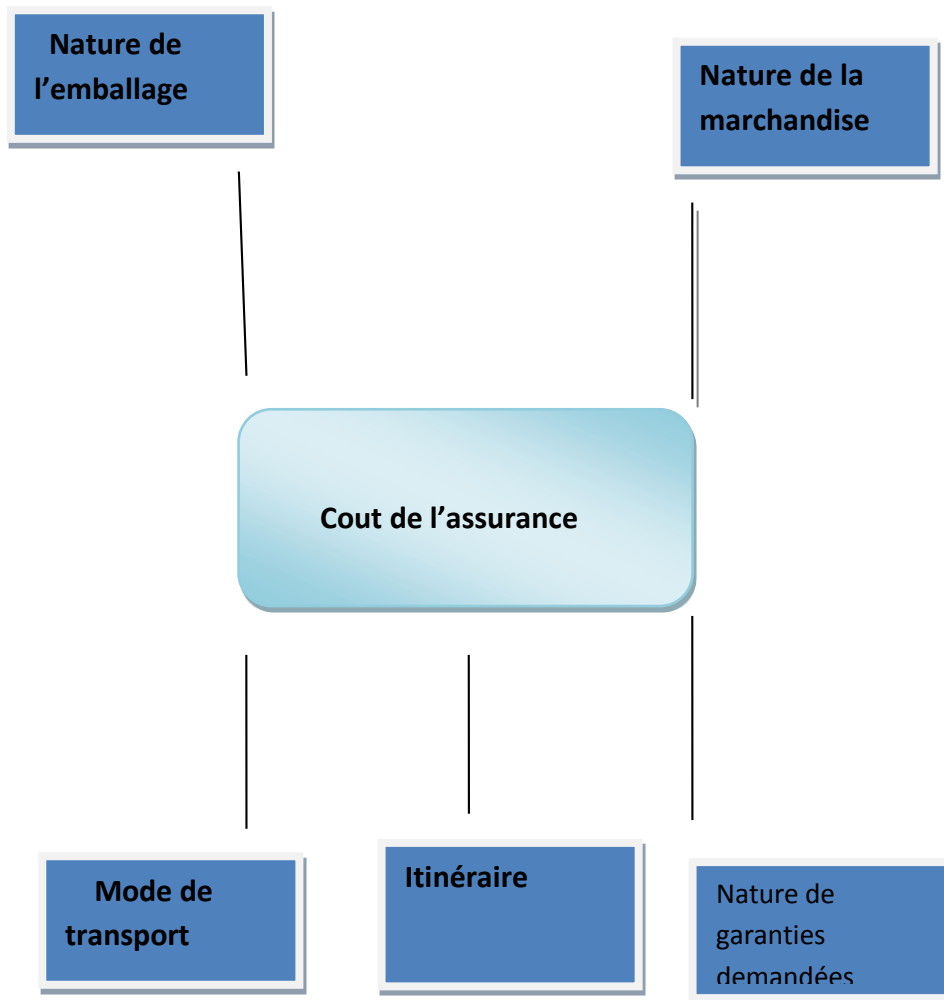 Nature de
l’emballage
Nature de la
marchandise
Cout de l’assurance
Mode de
transport
Itinéraire
Nature de
garanties
demandées